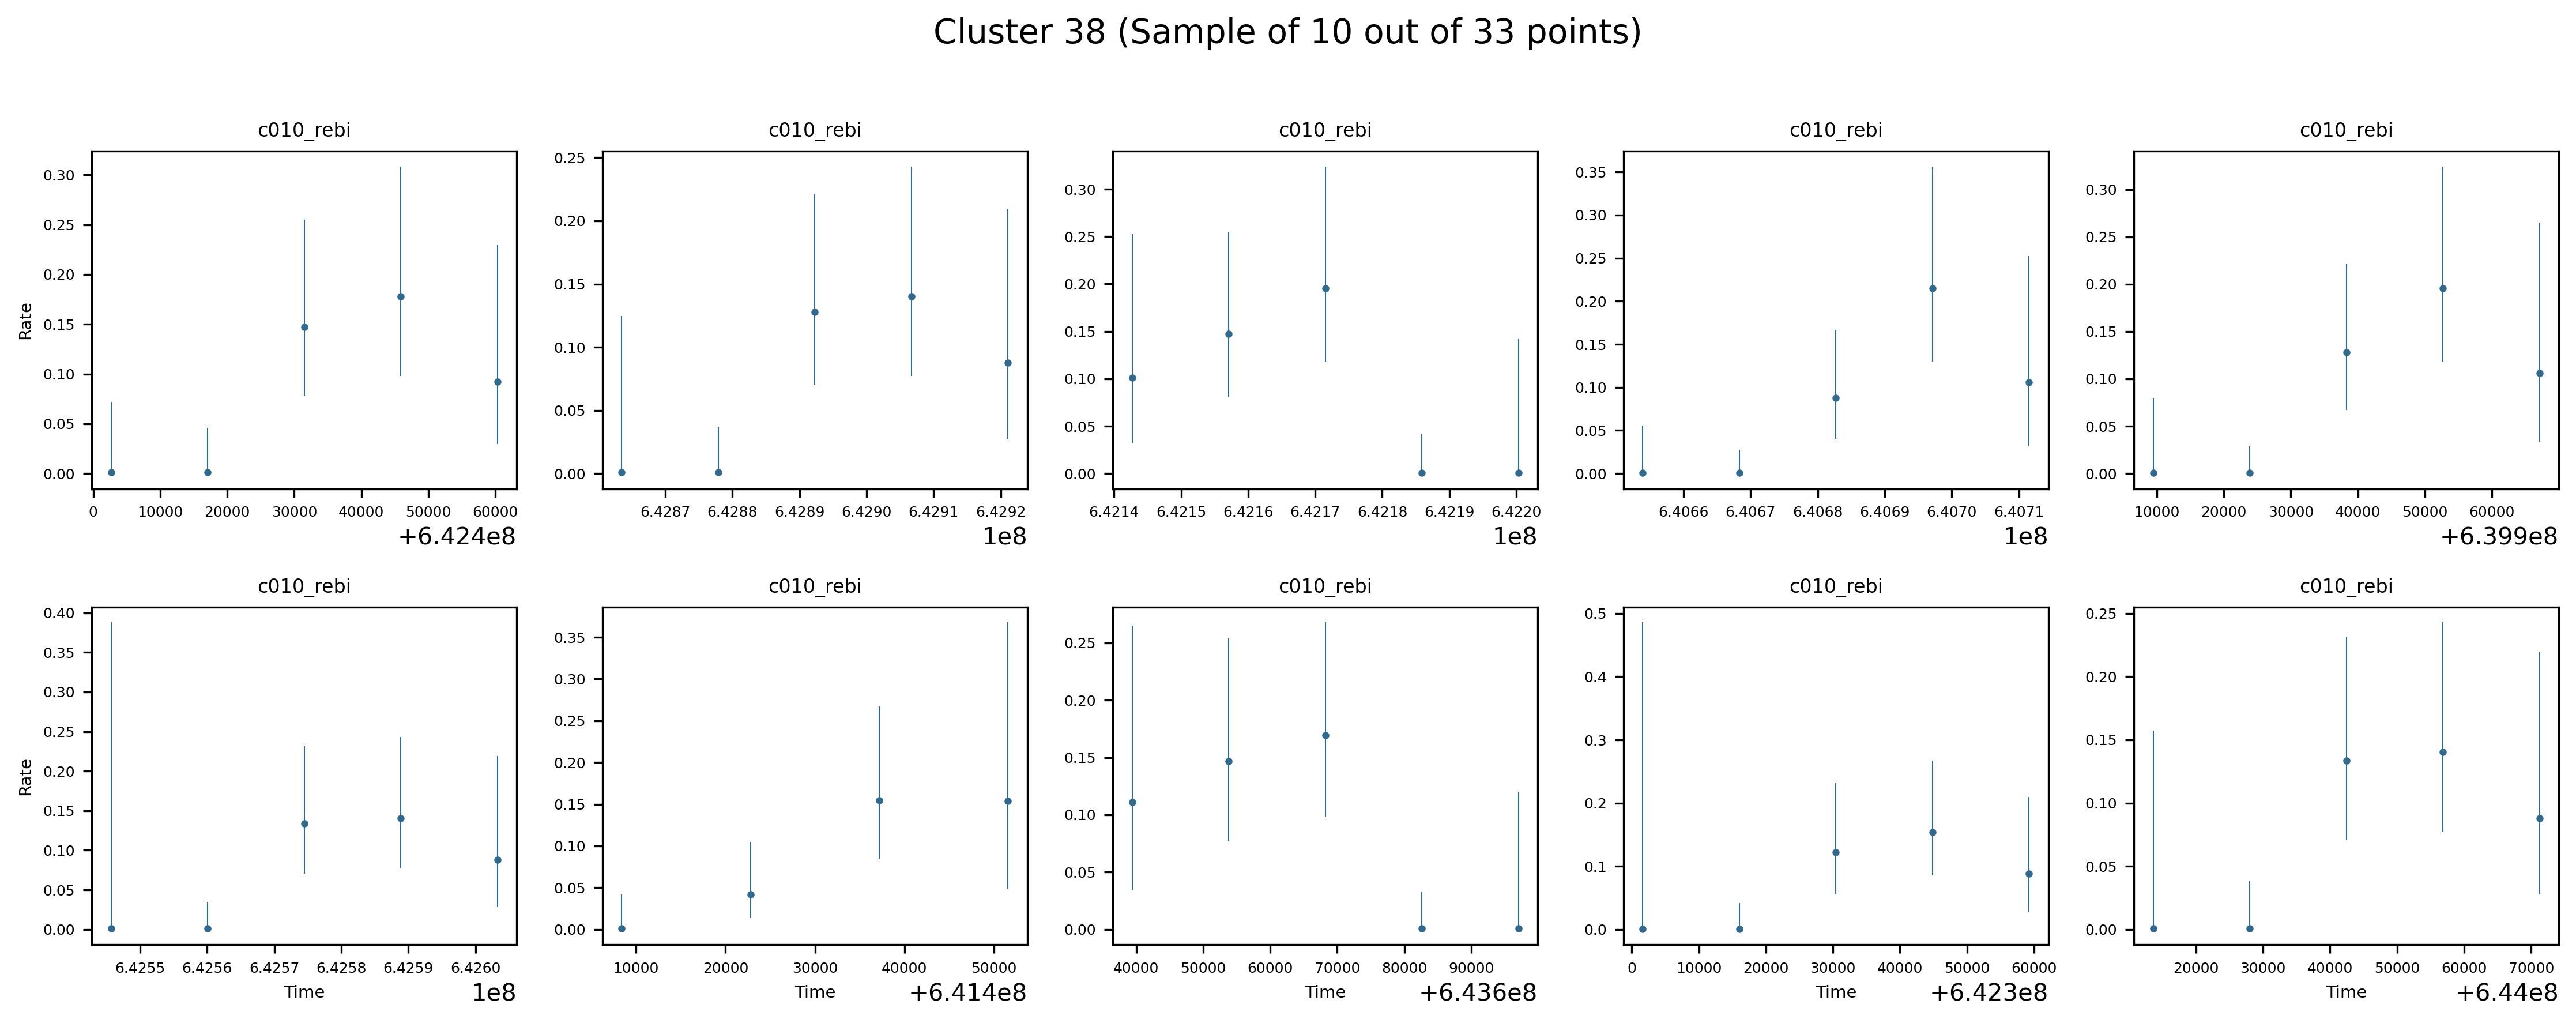 Cluster 38 (Sample of 10 out of 33 points)
c010_rebi c010_rebi c010_rebi c010_rebi c010_rebi
Rate
0.30 0.25 0.20 0.15 0.10 0.05 0.00
0 10000 20000 30000 40000 50000 60000
+6.424e8
0.25 0.20 0.15 0.10 0.05 0.00
6.4287 6.4288 6.4289 6.4290 6.4291 6.4292
1e8
0.30 0.25 0.20 0.15 0.10 0.05 0.00
6.4214 6.4215 6.4216 6.4217 6.4218 6.4219 6.4220
1e8
0.35 0.30 0.25 0.20 0.15 0.10 0.05 0.00
6.4066 6.4067 6.4068 6.4069 6.4070 6.4071
1e8
0.30 0.25 0.20 0.15 0.10 0.05 0.00
10000 20000 30000 40000 50000 60000
+6.399e8
c010_rebi c010_rebi c010_rebi c010_rebi c010_rebi
Rate
0.40 0.35 0.30 0.25 0.20 0.15 0.10 0.05 0.00
6.4255 6.4256 6.4257 6.4258 6.4259 6.4260
Time 1e8
0.35 0.30 0.25 0.20 0.15 0.10 0.05 0.00
10000 20000 30000 40000 50000
Time +6.414e8
0.25 0.20 0.15 0.10 0.05 0.00
40000 50000 60000 70000 80000 90000
Time +6.436e8
0.5 0.4 0.3 0.2 0.1 0.0
0 10000 20000 30000 40000 50000 60000
Time +6.423e8
0.25 0.20 0.15 0.10 0.05 0.00
20000 30000 40000 50000 60000 70000
Time +6.44e8